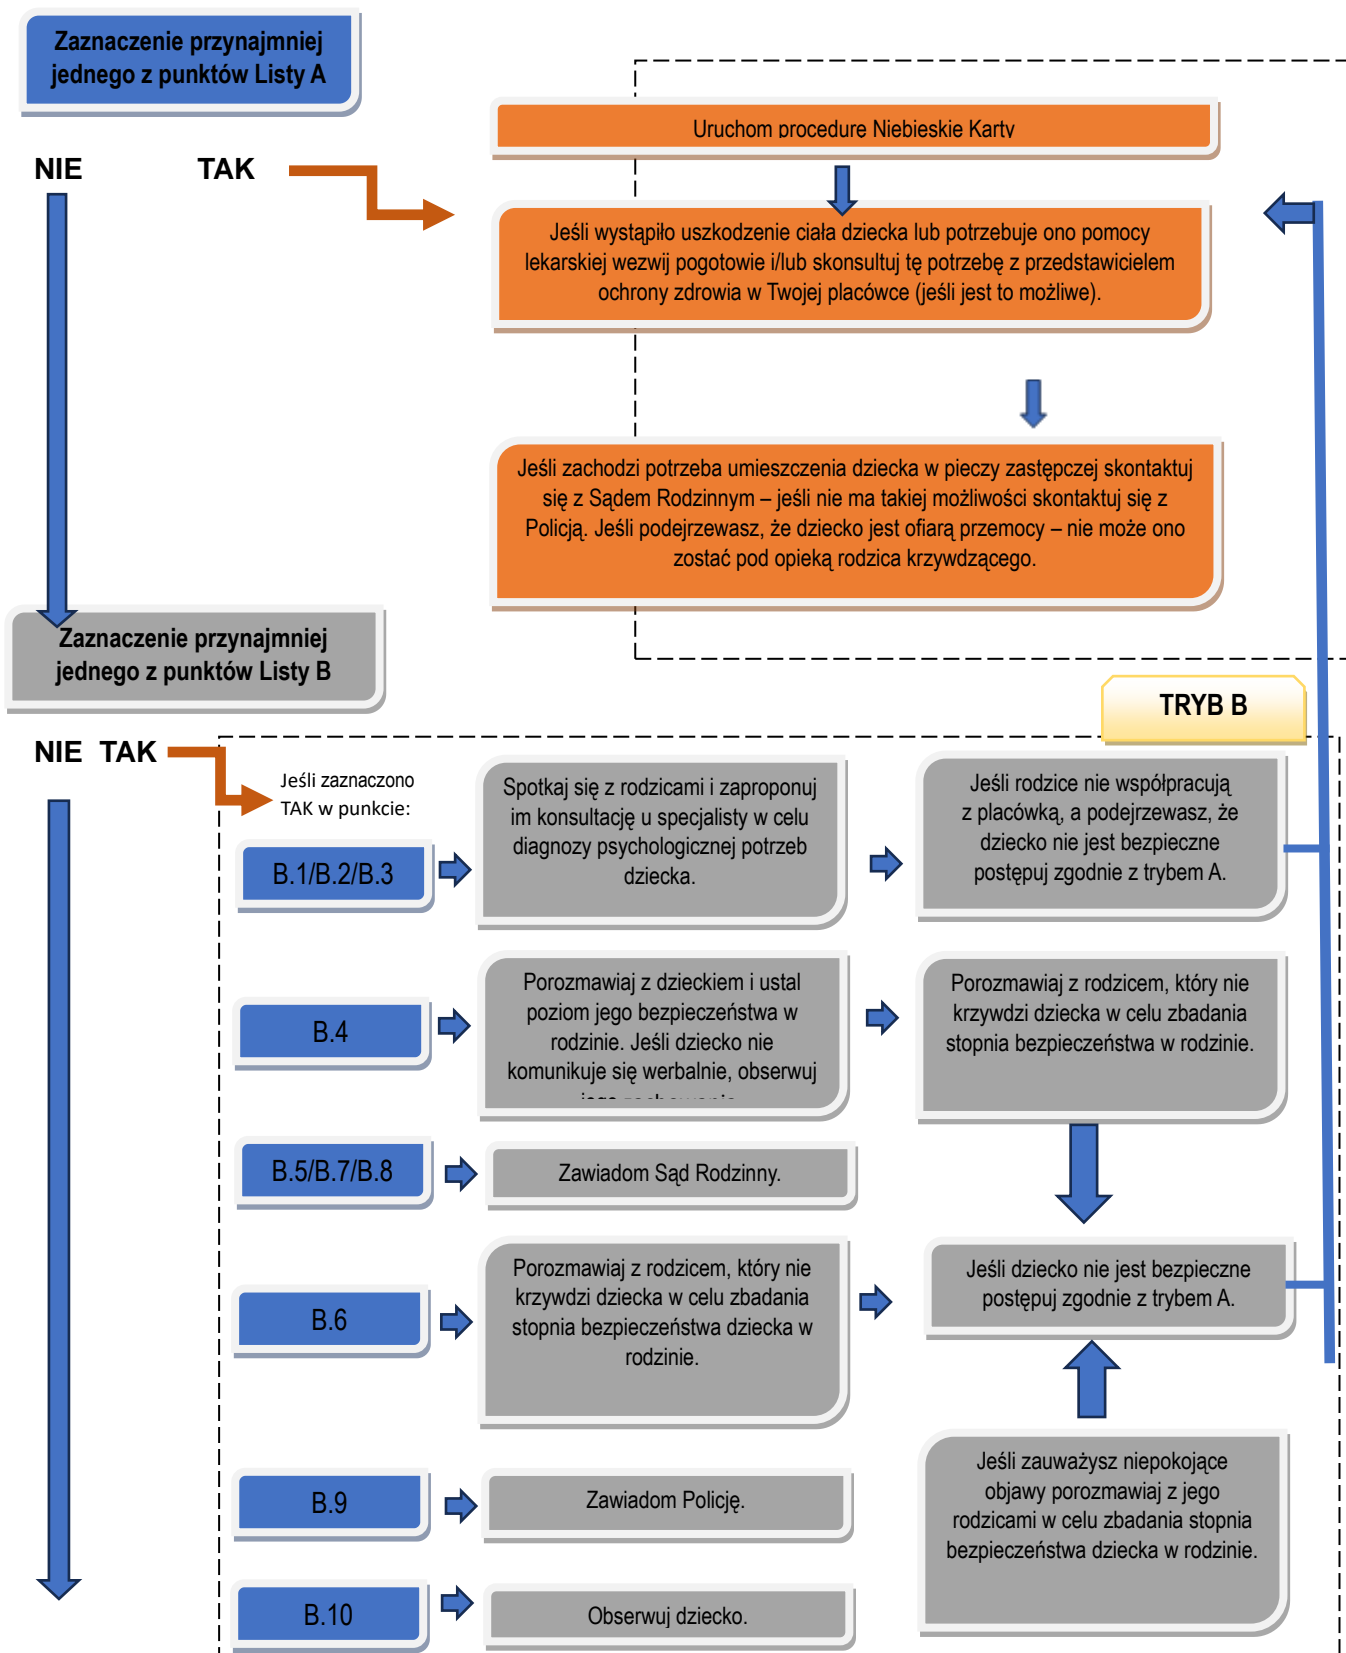 Zaznaczenie przynajmniej
jednego z punktów Listy A
Uruchom procedurę Niebieskie Karty
NIE TAK
Jeśli wystąpiło uszkodzenie ciała dziecka lub potrzebuje ono pomocy
lekarskiej wezwij pogotowie i/lub skonsultuj tę potrzebę z przedstawicielem
ochrony zdrowia w Twojej placówce (jeśli jest to możliwe).
Jeśli zachodzi potrzeba umieszczenia dziecka w pieczy zastępczej skontaktuj
się z Sądem Rodzinnym – jeśli nie ma takiej możliwości skontaktuj się z
Policją. Jeśli podejrzewasz, że dziecko jest ofiarą przemocy – nie może ono
zostać pod opieką rodzica krzywdzącego.
Zaznaczenie przynajmniej
jednego z punktów Listy B
TRYB B
NIE TAK
Jeśli zaznaczono
TAK w punkcie:
B.1/B.2/B.3
Spotkaj się z rodzicami i zaproponuj
im konsultację u specjalisty w celu
diagnozy psychologicznej potrzeb
dziecka.
Jeśli rodzice nie współpracują
z placówką, a podejrzewasz, że
dziecko nie jest bezpieczne
postępuj zgodnie z trybem A.
B.4
Porozmawiaj z dzieckiem i ustal
poziom jego bezpieczeństwa w
rodzinie. Jeśli dziecko nie
komunikuje się werbalnie, obserwuj
jego zachowania.
Porozmawiaj z rodzicem, który nie
krzywdzi dziecka w celu zbadania
stopnia bezpieczeństwa w rodzinie.
B.5/B.7/B.8
Zawiadom Sąd Rodzinny.
B.6
Porozmawiaj z rodzicem, który nie
krzywdzi dziecka w celu zbadania
stopnia bezpieczeństwa dziecka w
rodzinie.
Jeśli dziecko nie jest bezpieczne
postępuj zgodnie z trybem A.
B.9
Zawiadom Policję.
Jeśli zauważysz niepokojące
objawy porozmawiaj z jego
rodzicami w celu zbadania stopnia
bezpieczeństwa dziecka w rodzinie.
B.10
Obserwuj dziecko.